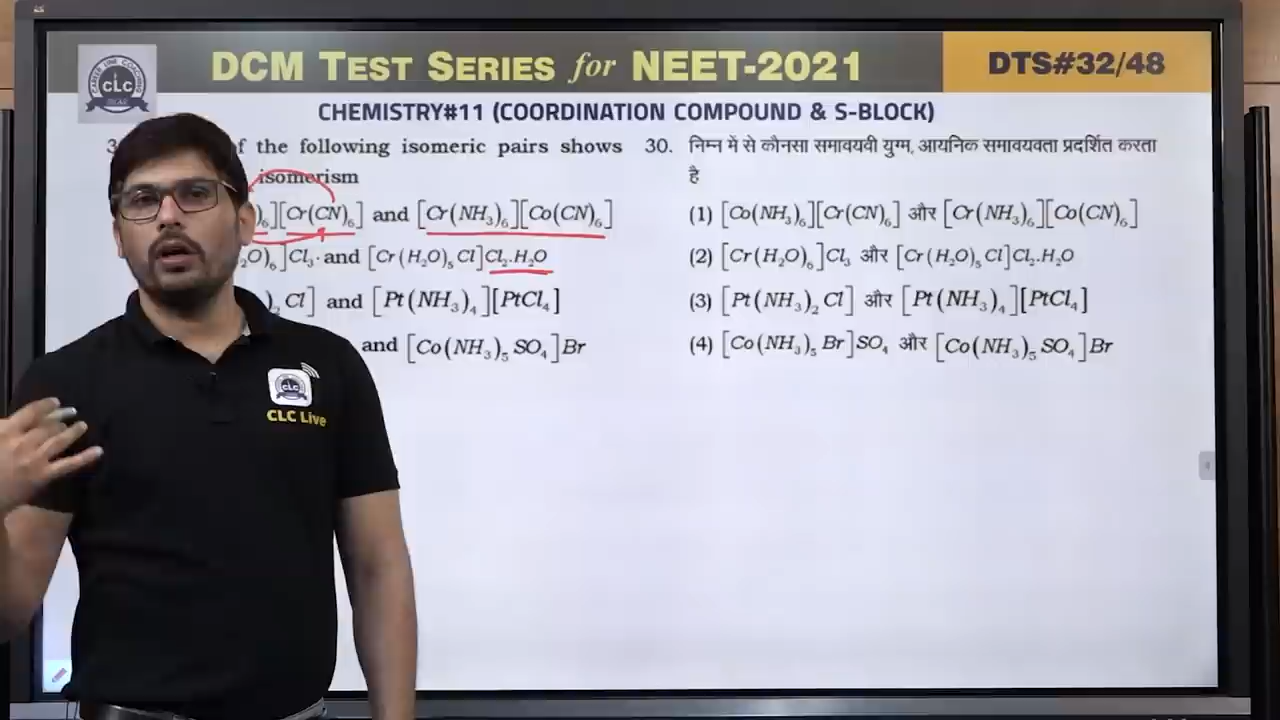 DCM TEST SERIES for NEET-2021
DTS#32/48
CLC
CHEMISTRY#11 (COORDINATION COMPOUND & S-BLOCK)
f the following isomeric pairs shows
isomerism
)₆][Cr(CN)₆] and [Cr(NH₃)₆][Co(CN)₆]
₂O)₆]Cl₃. and [Cr(H₂O)₅Cl]Cl₂.H₂O
)₂Cl] and [Pt(NH₃)₄][PtCl₄]
and [Co(NH₃)₅SO₄]Br
30. निम्न में से कौनसा समावयवी युग्म, आयनिक समावयवता प्रदर्शित करता
है
(1) [Co(NH₃)₆][Cr(CN)₆] और [Cr(NH₃)₆][Co(CN)₆]
(2) [Cr(H₂O)₆]Cl₃ और [Cr(H₂O)₅Cl]Cl₂.H₂O
(3) [Pt(NH₃)₂Cl] और [Pt(NH₃)₄][PtCl₄]
(4) [Co(NH₃)₅Br]SO₄ और [Co(NH₃)₅SO₄]Br
CLC
CLC Live